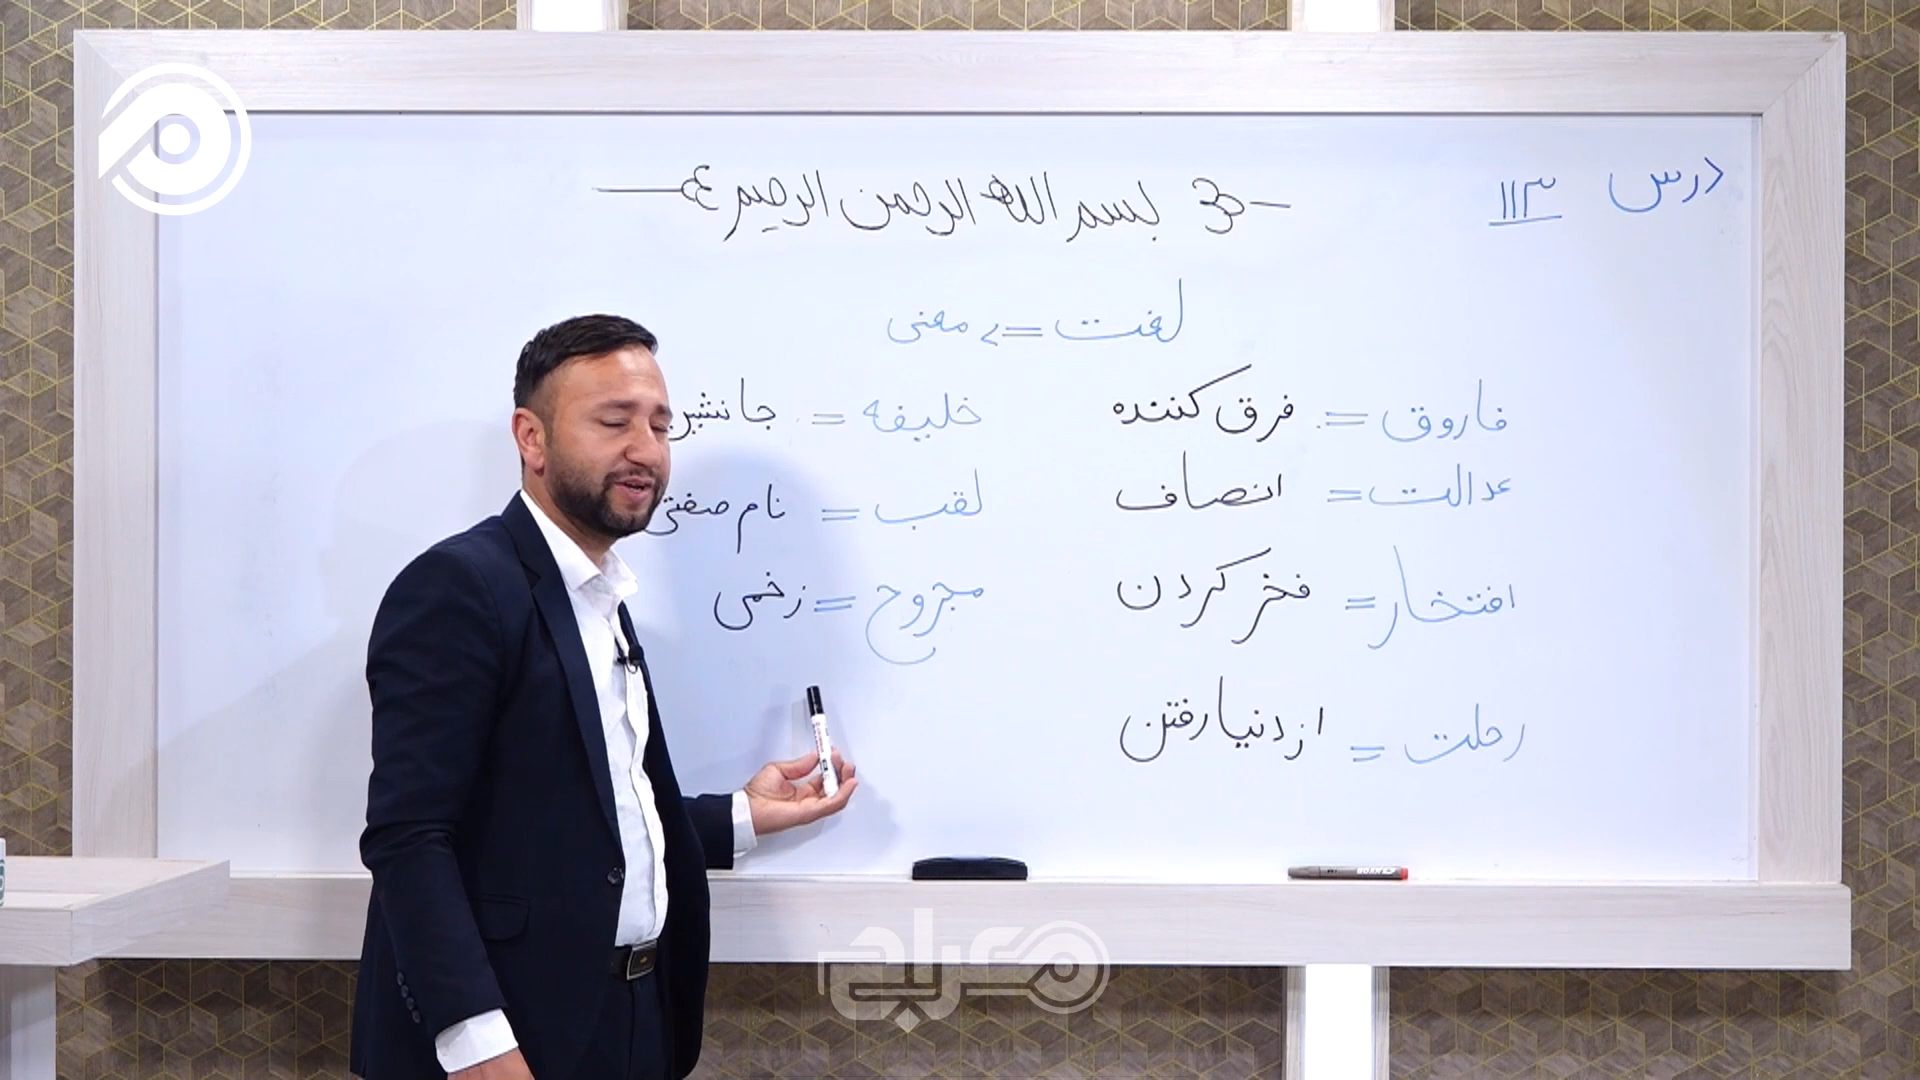 درس ۱۱۳
بسم الله الرحمن الرحیم
لغت = معنی
فاروق = فرق کننده
عدالت = انصاف
افتخار = فخر کردن
رحلت = از دنیا رفتن
خلیفه = جانشین
لقب = نام صفتی
مجروح = زخمی
معراج